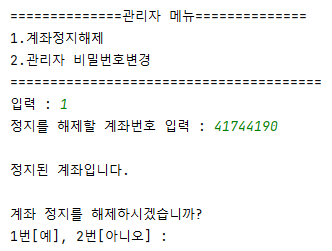 ==============관리자 메뉴==============
1.계좌정지해제
2.관리자 비밀번호변경
=======================================
입력 : 1
정지를 해제할 계좌번호 입력 : 41744190
정지된 계좌입니다.
계좌 정지를 해제하시겠습니까?
1번[예], 2번[아니오] :